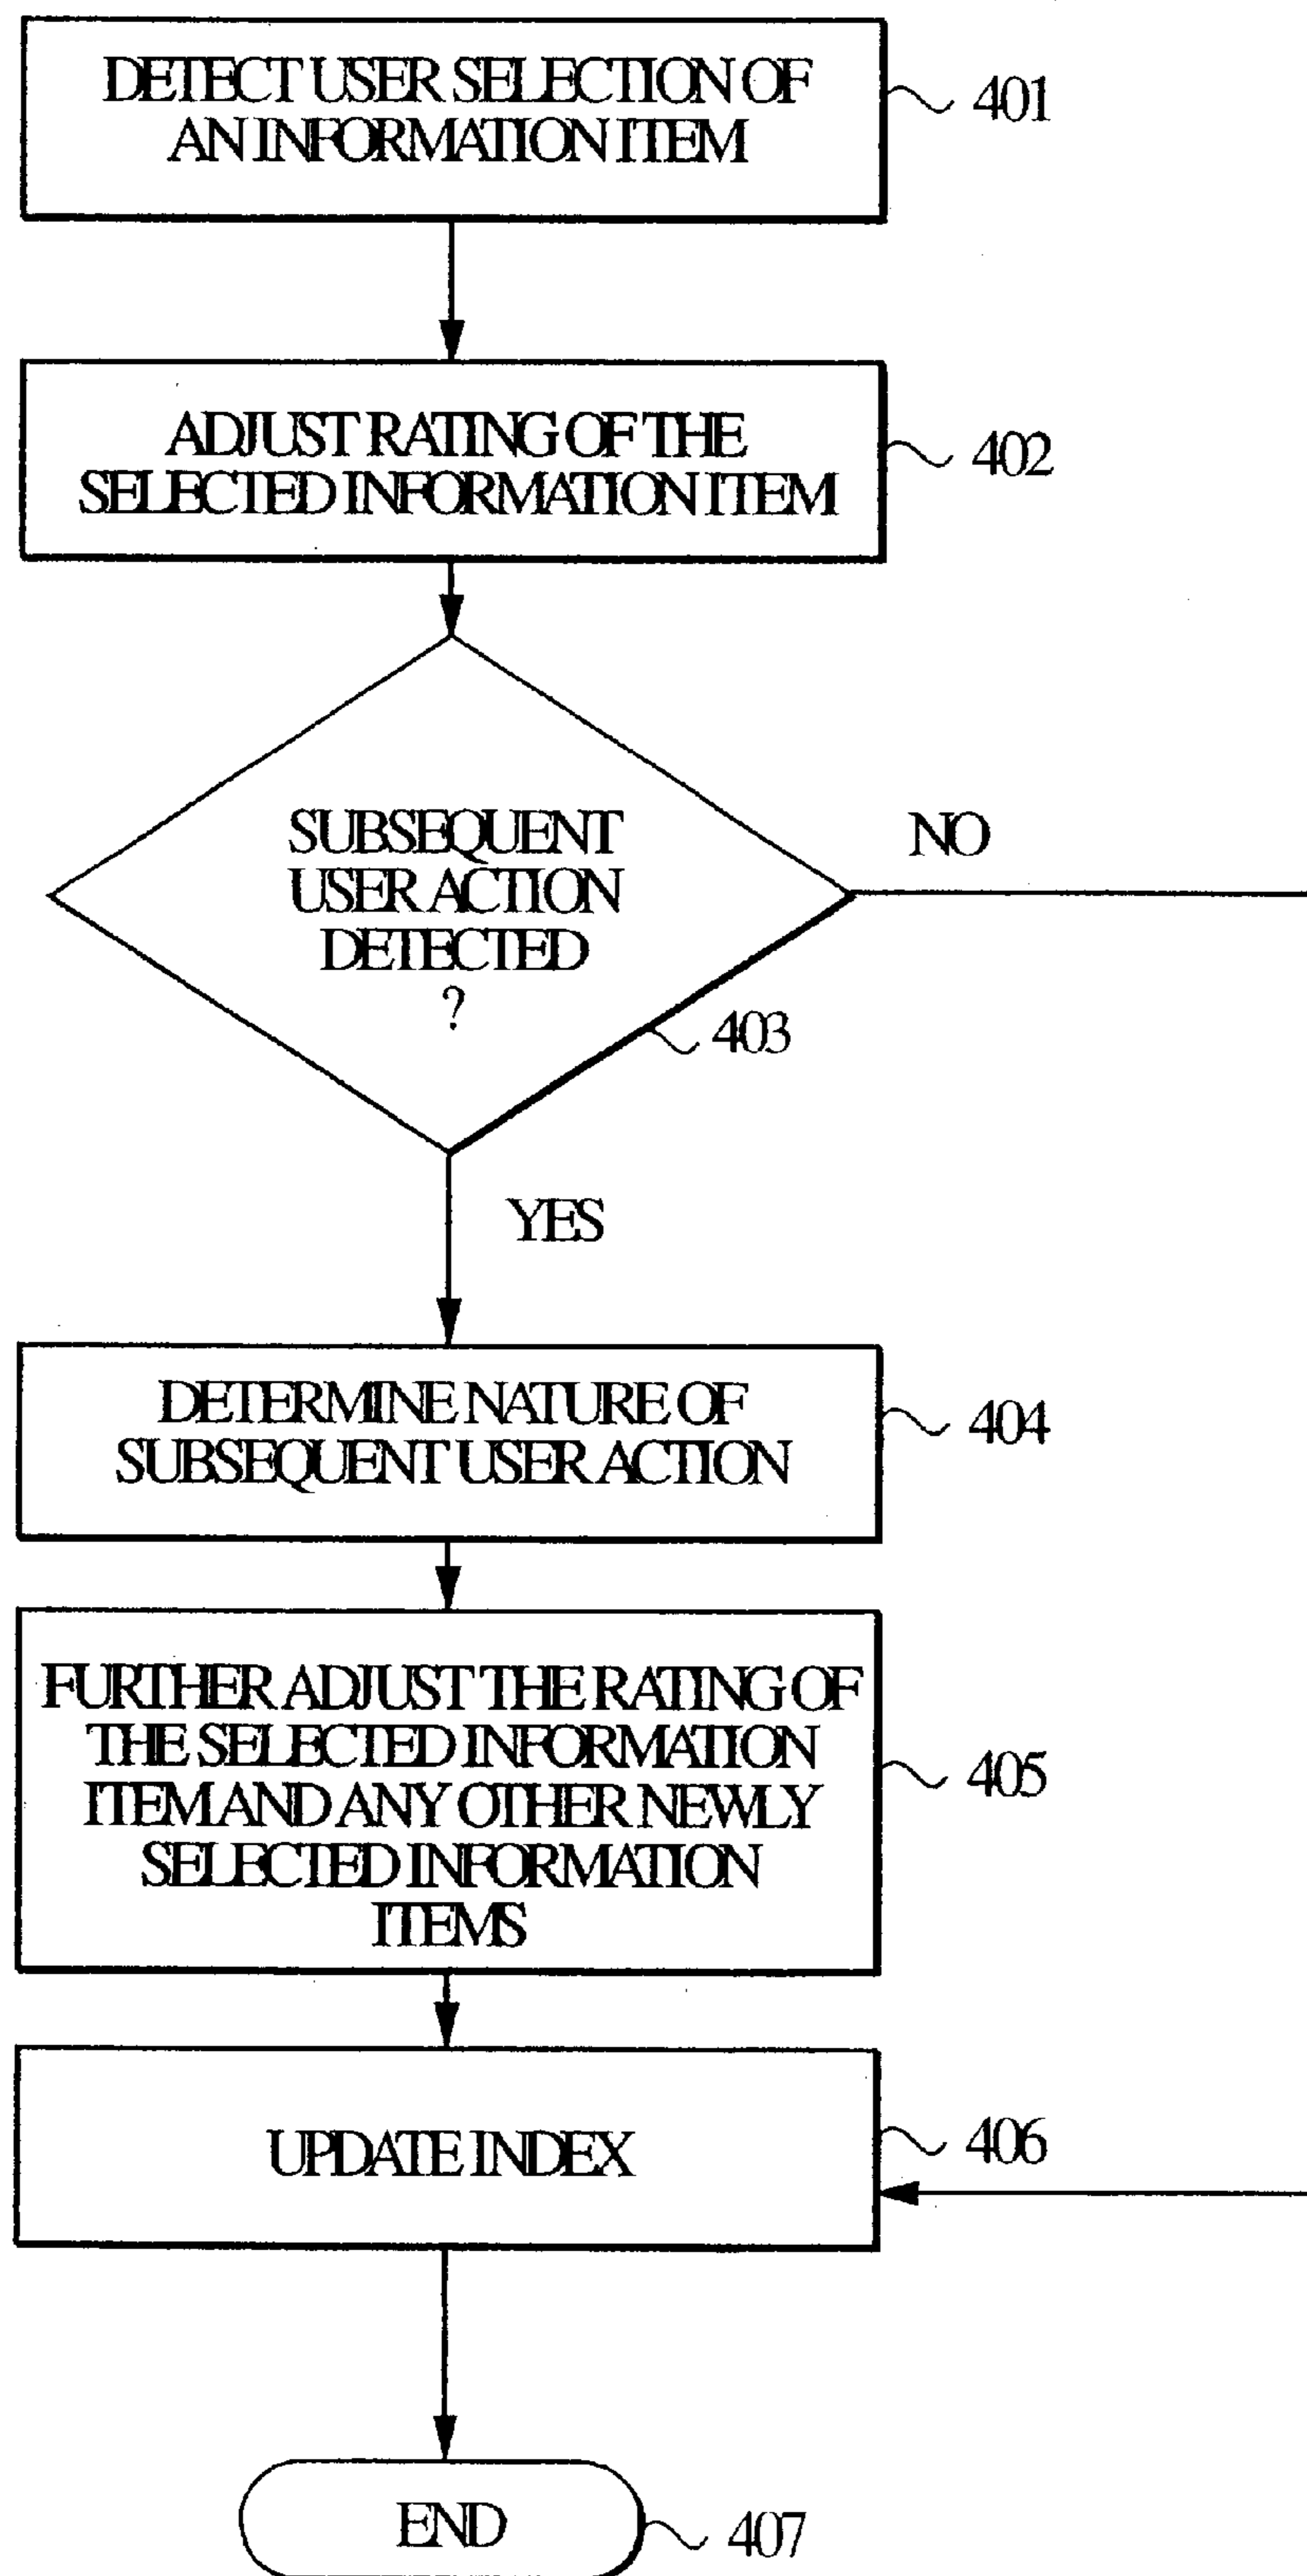 DETECT USER SELECTION OF
AN INFORMATION ITEM
401
ADJUST RATING OF THE
SELECTED INFORMATION ITEM
402
SUBSEQUENT
USER ACTION
DETECTED
?
NO
403
YES
DETERMINE NATURE OF
SUBSEQUENT USER ACTION
404
FURTHER ADJUST THE RATING OF
THE SELECTED INFORMATION
ITEM AND ANY OTHER NEWLY
SELECTED INFORMATION
ITEMS
405
UPDATE INDEX
406
END
407